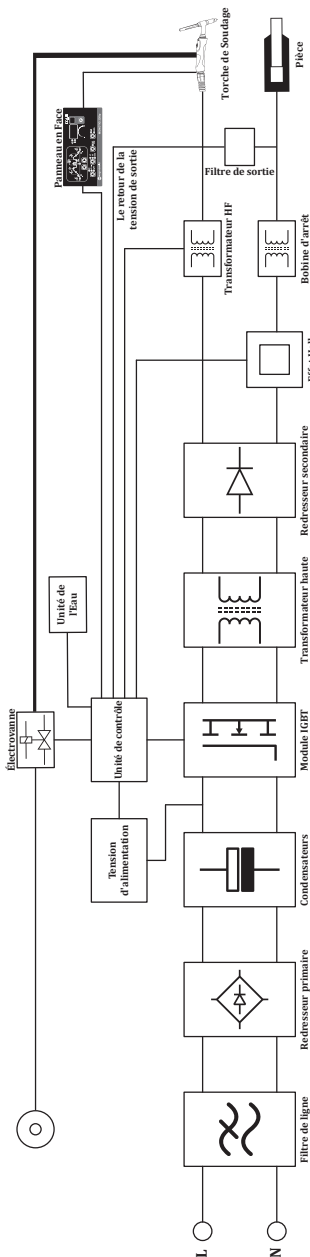 Électrovanne
Unité de
l'Eau
Panneau en Face
Le retour de la
tension de sortie
Torche de Soudage
Pièce
Filtre de sortie
Transformateur HF
Bobine d'arrêt
Tension
d'alimentation
Unité de contrôle
L
N
Filtre de ligne
Redresseur primaire
Condensateurs
Module IGBT
Transformateur haute
Redresseur secondaire